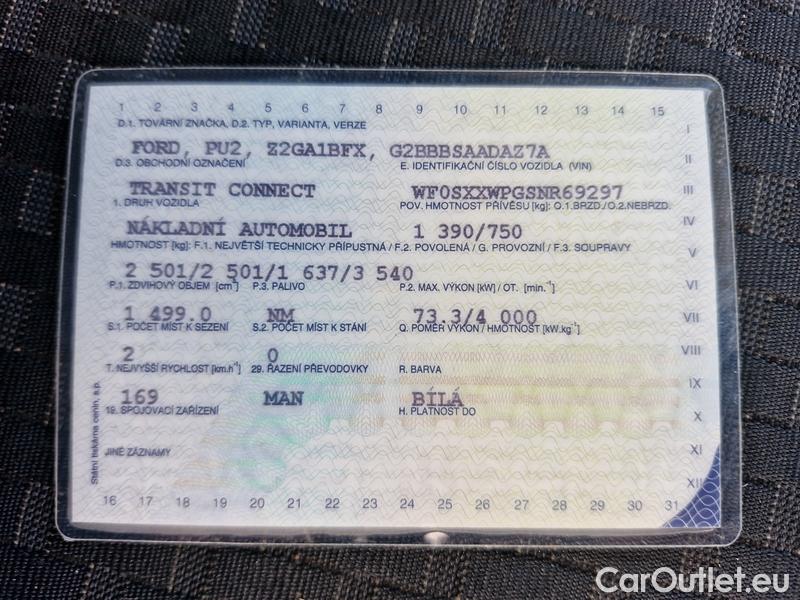 1 2 3 4 5 6 7 8 9 10 11 12 13 14 15
D.1. TOVÁRNÍ ZNAČKA, D.2. TYP, VARIANTA, VERZE
I
FORD, PU2, Z2GA1BFX, G2BBBSAADAZ7A
D.3. OBCHODNÍ OZNAČENÍ E. IDENTIFIKAČNÍ ČÍSLO VOZIDLA (VIN)
II
TRANSIT CONNECT WF0SXXWPGSNR69297
III
1. DRUH VOZIDLA POV. HMOTNOST PŘÍVĚSU [kg]: O.1. BRZD./O.2. NEBRZD.
NÁKLADNÍ AUTOMOBIL 1 390/750
IV
HMOTNOST [kg]: F.1. NEJVĚTŠÍ TECHNICKY PŘÍPUSTNÁ / F.2. POVOLENÁ / G. PROVOZNÍ / F.3. SOUPRAVY
V
2 501/2 501/1 637/3 540
P.1. ZDVIHOVÝ OBJEM [cm³] P.3. PALIVO P.2. MAX. VÝKON [kW] / OT. [min.⁻¹]
VI
1 499.0 NM 73.3/4 000
VII
S.1. POČET MÍST K SEZENÍ S.2. POČET MÍST K STÁNÍ Q. POMĚR VÝKON / HMOTNOST [kW.kg⁻¹]
2 0
VIII
T. NEJVYŠŠÍ RYCHLOST [km.h⁻¹] 29. ŘAZENÍ PŘEVODOVKY R. BARVA
IX
169 MAN BÍLÁ
19. SPOJOVACÍ ZAŘÍZENÍ H. PLATNOST DO
X
JINÉ ZÁZNAMY
XI
XII
Státní tiskárna cenin, s.p.
16 17 18 19 20 21 22 23 24 25 26 27 28 29 30 31
CarOutlet.eu